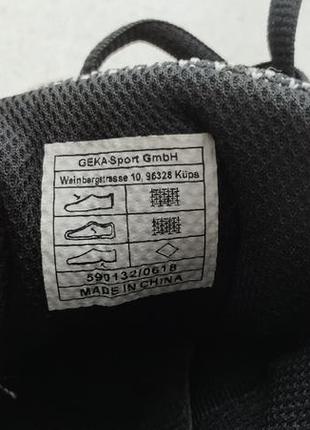 GEKA-Sport GmbH
Weinbergstrasse 10, 96328 Küps
590132/0618
MADE IN CHINA